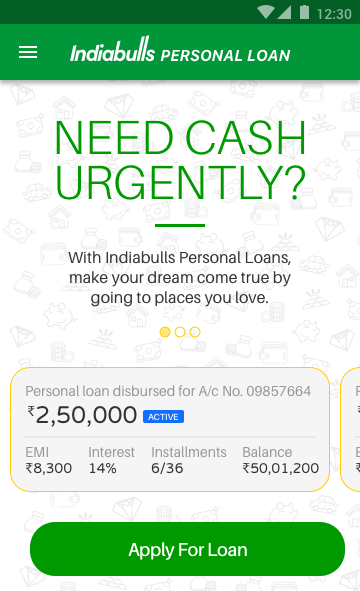 12:30
Indiabulls PERSONAL LOAN
NEED CASH
URGENTLY?
With Indiabulls Personal Loans,
make your dream come true by
going to places you love.
Personal loan disbursed for A/c No. 09857664
₹2,50,000 ACTIVE
EMI Interest Installments Balance
₹8,300 14% 6/36 ₹50,01,200
Apply For Loan